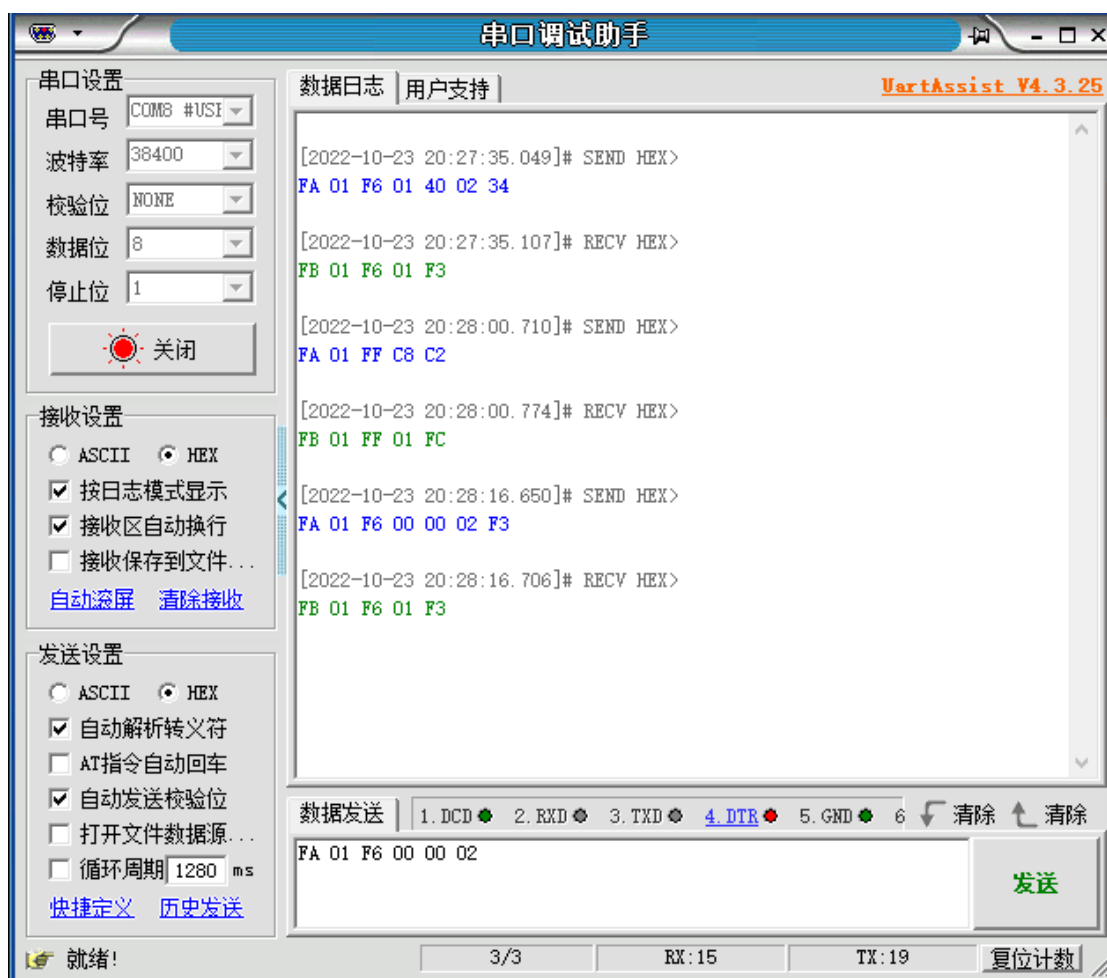 串口调试助手
串口设置
串口号 COM8 #USI
波特率 38400
校验位 NONE
数据位 8
停止位 1
关闭
接收设置
ASCII HEX
按日志模式显示
接收区自动换行
接收保存到文件...
自动滚屏 清除接收
发送设置
ASCII HEX
自动解析转义符
AT指令自动回车
自动发送校验位
打开文件数据源...
循环周期 1280 ms
快捷定义 历史发送
数据日志 用户支持 UartAssist V4.3.25
[2022-10-23 20:27:35.049]# SEND HEX>
FA 01 F6 01 40 02 34
[2022-10-23 20:27:35.107]# RECV HEX>
FB 01 F6 01 F3
[2022-10-23 20:28:00.710]# SEND HEX>
FA 01 FF C8 C2
[2022-10-23 20:28:00.774]# RECV HEX>
FB 01 FF 01 FC
[2022-10-23 20:28:16.650]# SEND HEX>
FA 01 F6 00 00 02 F3
[2022-10-23 20:28:16.706]# RECV HEX>
FB 01 F6 01 F3
数据发送 1.DCD 2.RXD 3.TXD 4.DTR 5.GND 6 清除 清除
FA 01 F6 00 00 02
发送
就绪! 3/3 RX:15 TX:19 复位计数